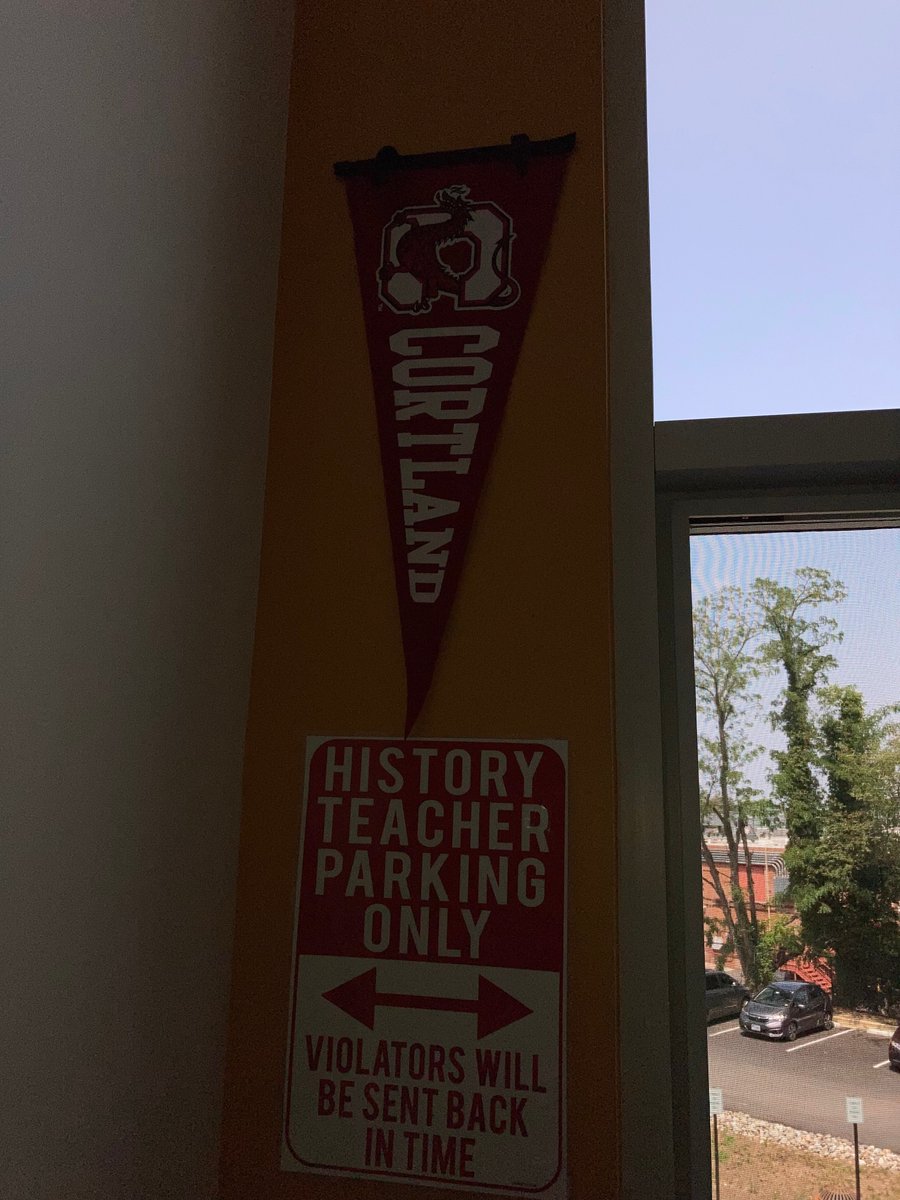 CORTLAND
HISTORY
TEACHER
PARKING
ONLY
VIOLATORS WILL
BE SENT BACK
IN TIME